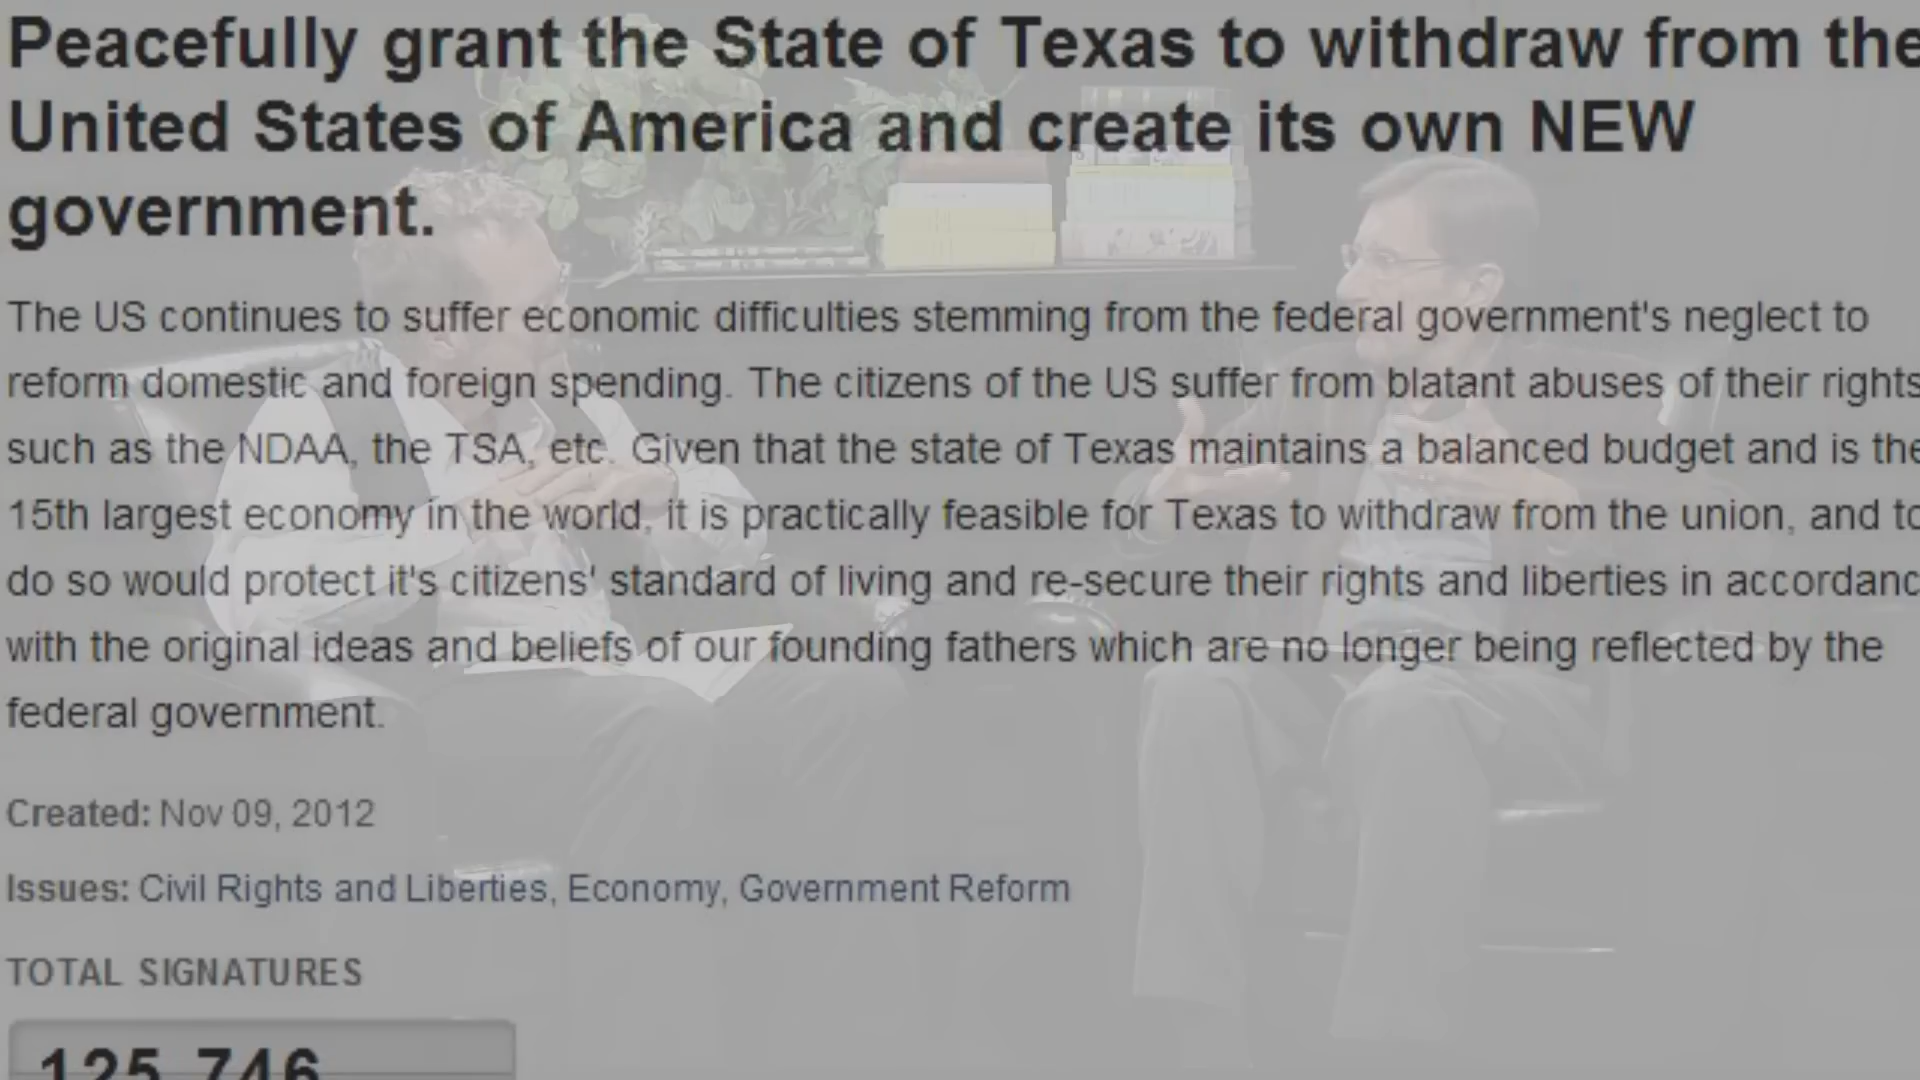 Peacefully grant the State of Texas to withdraw from the
United States of America and create its own NEW
government.
The US continues to suffer economic difficulties stemming from the federal government's neglect to
reform domestic and foreign spending. The citizens of the US suffer from blatant abuses of their rights
such as the NDAA, the TSA, etc. Given that the state of Texas maintains a balanced budget and is the
15th largest economy in the world, it is practically feasible for Texas to withdraw from the union, and to
do so would protect it's citizens' standard of living and re-secure their rights and liberties in accordanc
with the original ideas and beliefs of our founding fathers which are no longer being reflected by the
federal government.
Created: Nov 09, 2012
Issues: Civil Rights and Liberties, Economy, Government Reform
TOTAL SIGNATURES
125,746